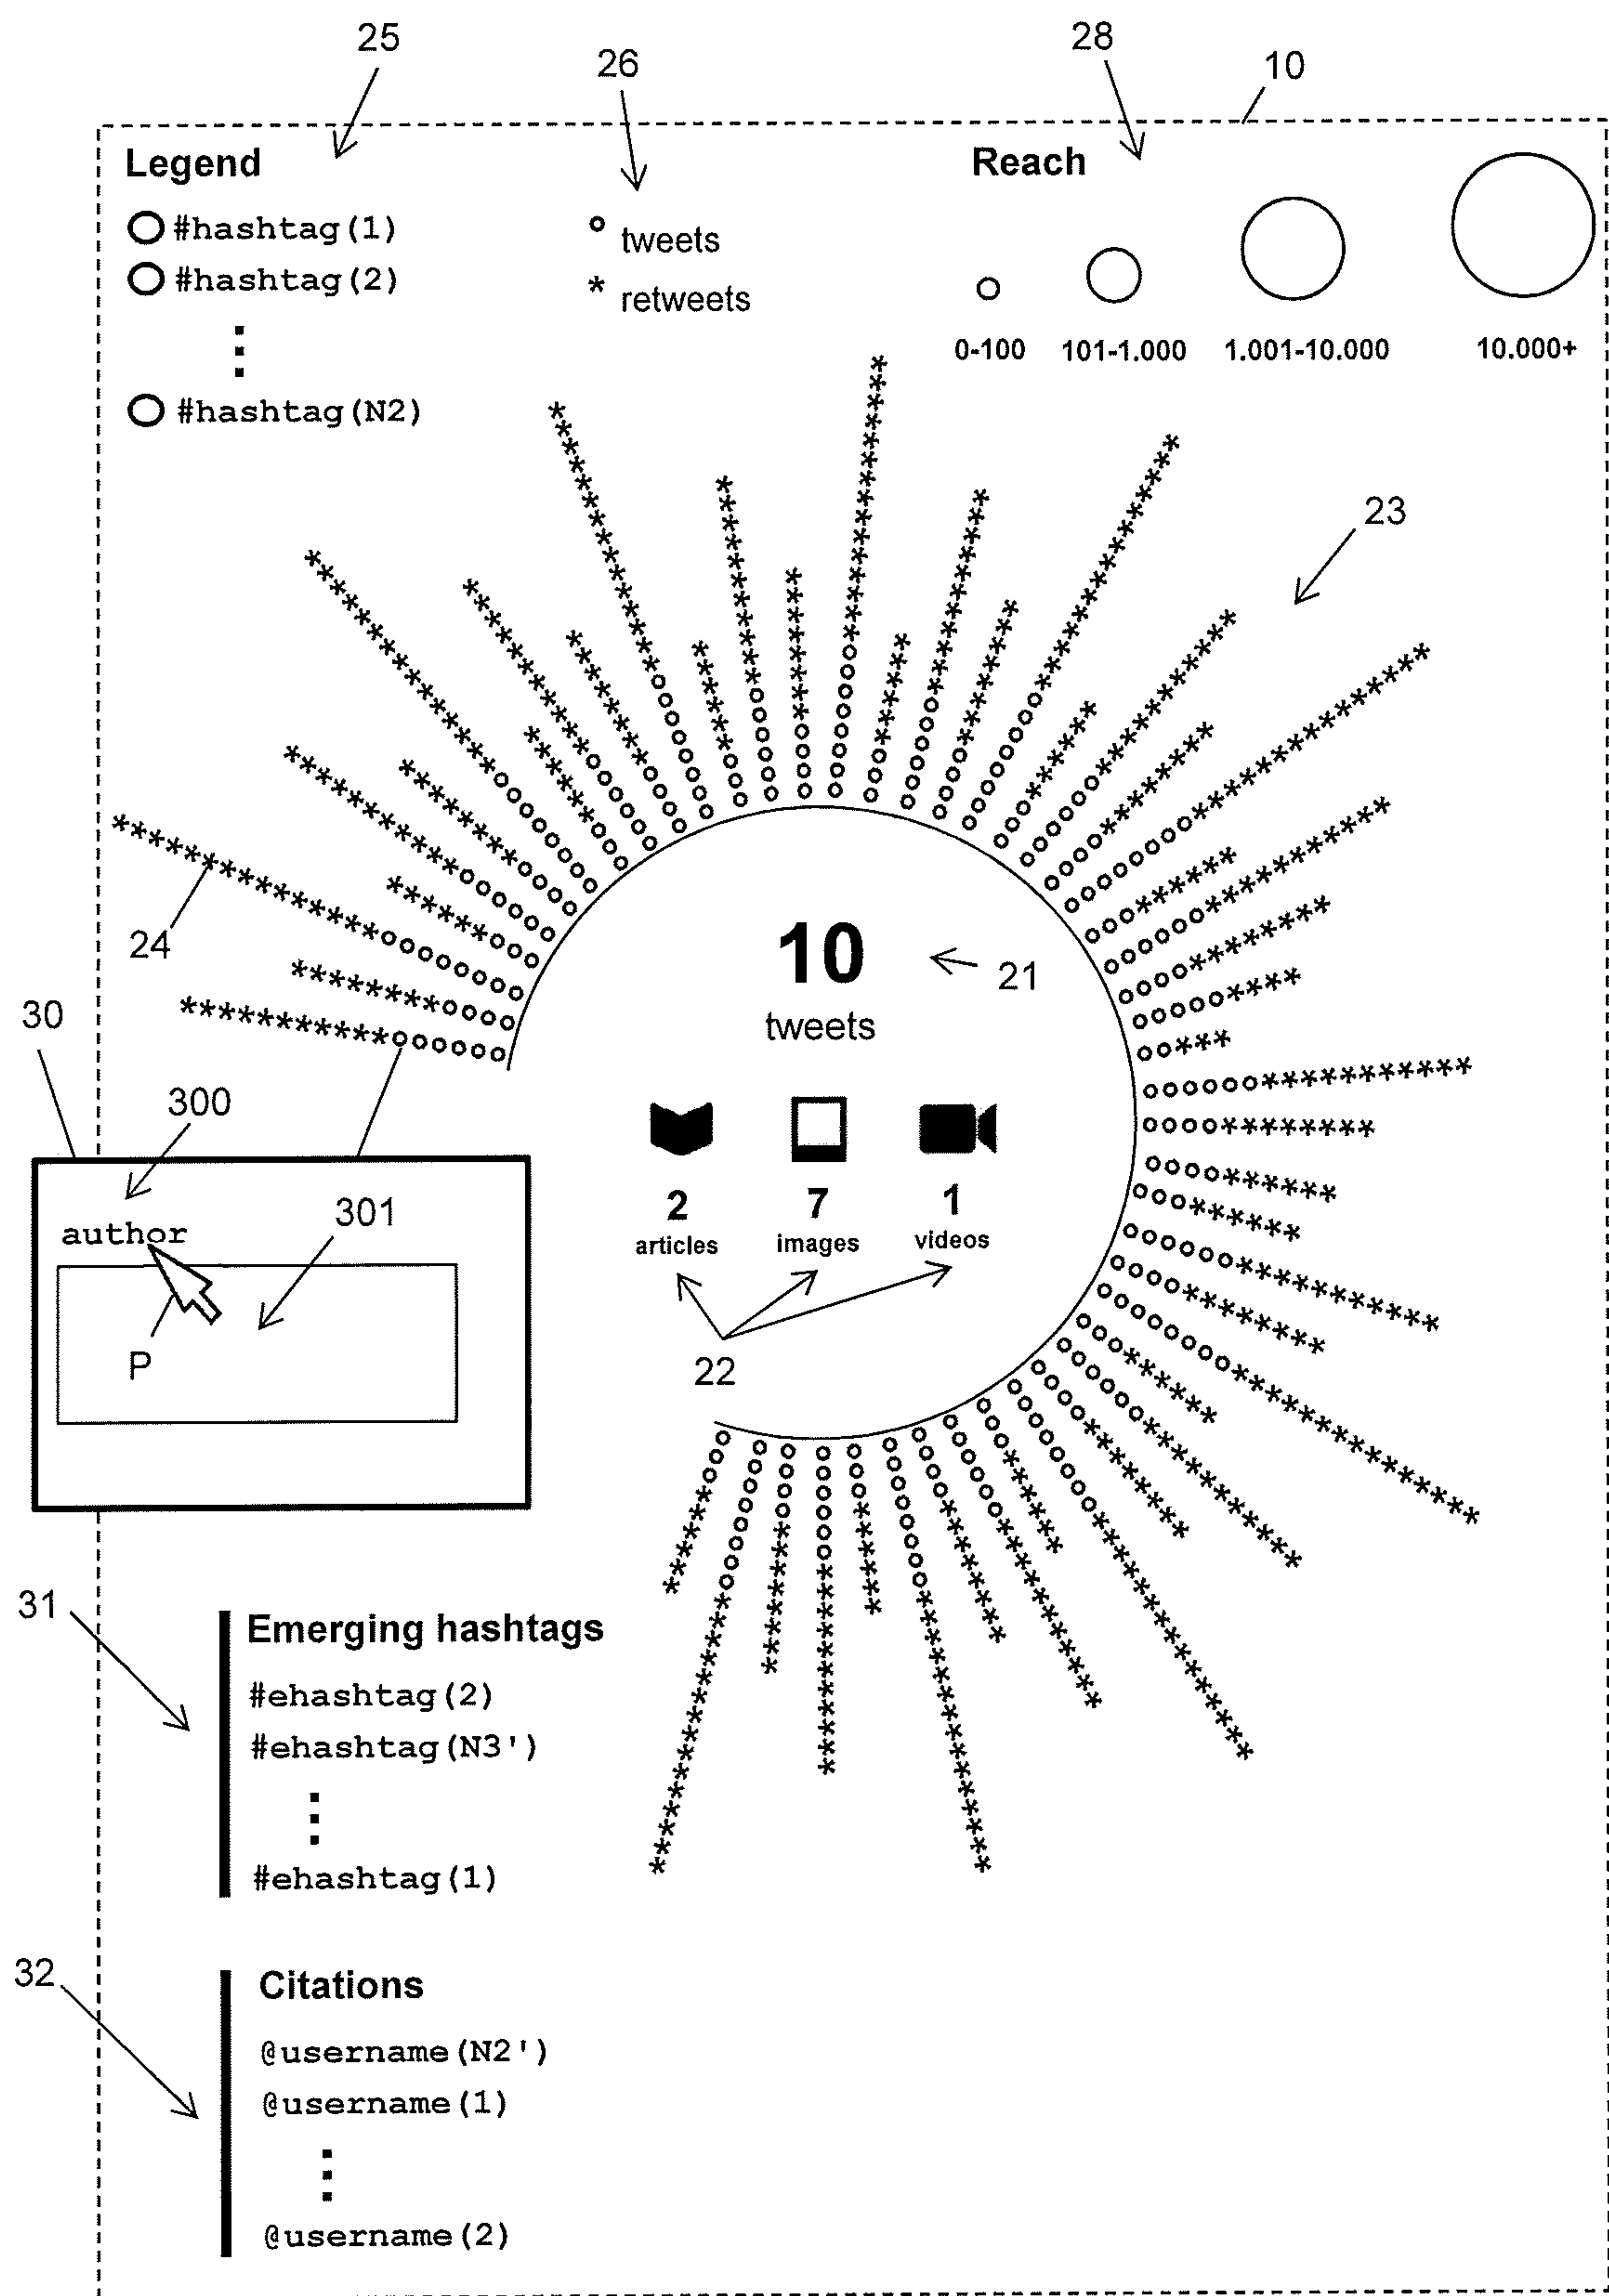 25
26
28
10
Legend
Reach
#hashtag(1)
#hashtag(2)
#hashtag(N2)
tweets
* retweets
0-100
101-1.000
1.001-10.000
10.000+
23
24
10
tweets
21
30
300
author
301
P
2
articles
7
images
1
videos
22
31
Emerging hashtags
#ehashtag(2)
#ehashtag(N3')
#ehashtag(1)
32
Citations
@username(N2')
@username(1)
@username(2)